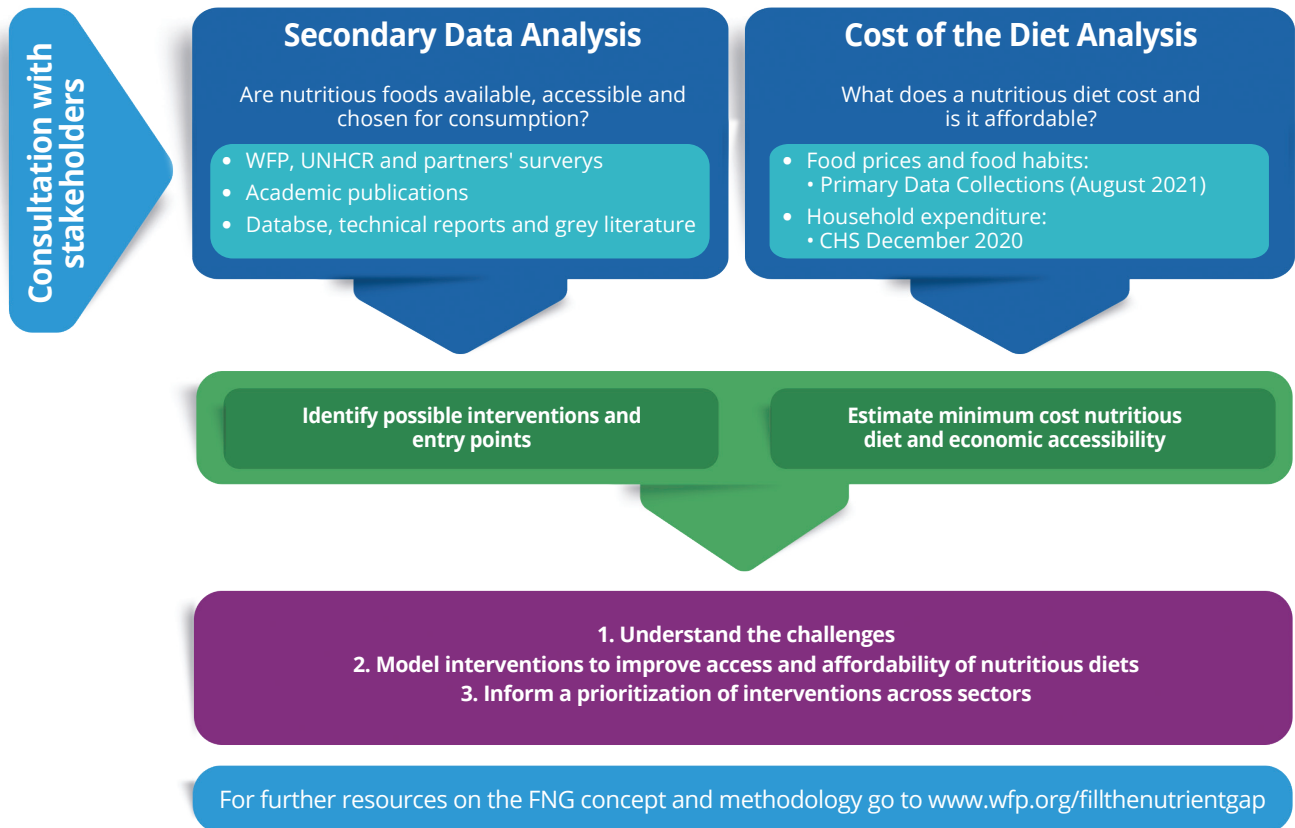 Consultation with
stakeholders
Secondary Data Analysis
Are nutritious foods available, accessible and
chosen for consumption?
• WFP, UNHCR and partners' surverys
• Academic publications
• Databse, technical reports and grey literature
Cost of the Diet Analysis
What does a nutritious diet cost and
is it affordable?
• Food prices and food habits:
• Primary Data Collections (August 2021)
• Household expenditure:
• CHS December 2020
Identify possible interventions and
entry points
Estimate minimum cost nutritious
diet and economic accessibility
1. Understand the challenges
2. Model interventions to improve access and affordability of nutritious diets
3. Inform a prioritization of interventions across sectors
For further resources on the FNG concept and methodology go to www.wfp.org/fillthenutrientgap